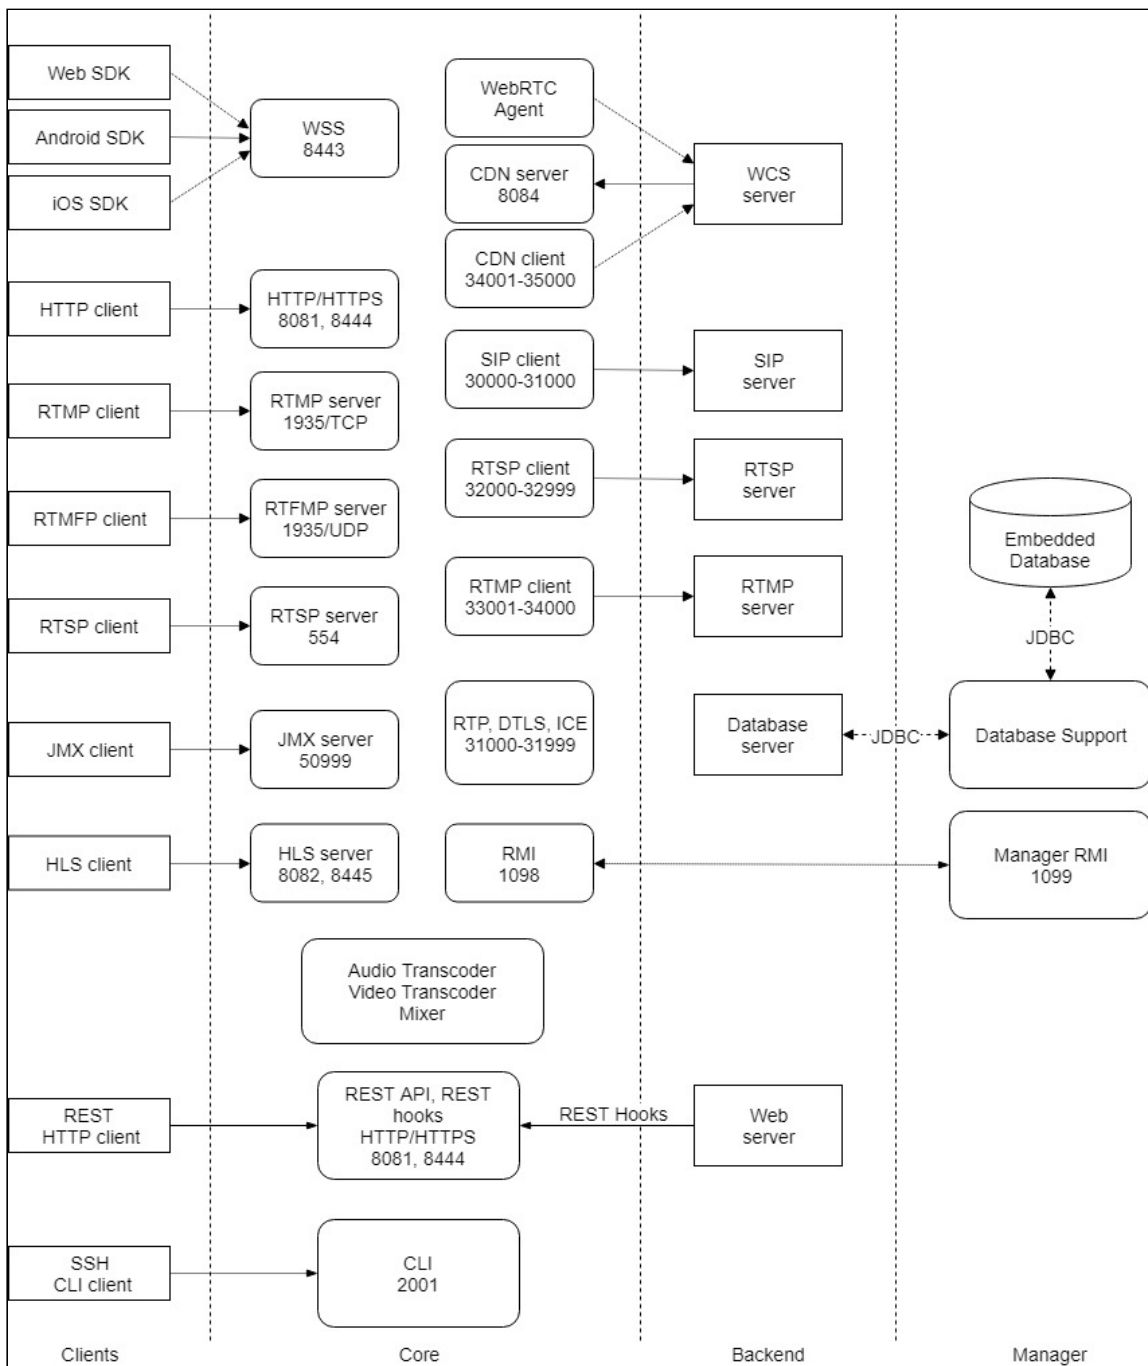 Web SDK
Android SDK
iOS SDK
WSS
8443
WebRTC
Agent
CDN server
8084
CDN client
34001-35000
WCS
server
HTTP client
HTTP/HTTPS
8081, 8444
SIP client
30000-31000
SIP
server
RTMP client
RTMP server
1935/TCP
RTSP client
32000-32999
RTSP
server
RTMFP client
RTFMP server
1935/UDP
Embedded
Database
RTMP client
33001-34000
RTMP
server
RTSP client
RTSP server
554
JDBC
JMX client
JMX server
50999
RTP, DTLS, ICE
31000-31999
Database
server
JDBC
Database Support
HLS client
HLS server
8082, 8445
RMI
1098
Manager RMI
1099
Audio Transcoder
Video Transcoder
Mixer
REST
HTTP client
REST API, REST
hooks
HTTP/HTTPS
8081, 8444
REST Hooks
Web
server
SSH
CLI client
CLI
2001
Clients
Core
Backend
Manager